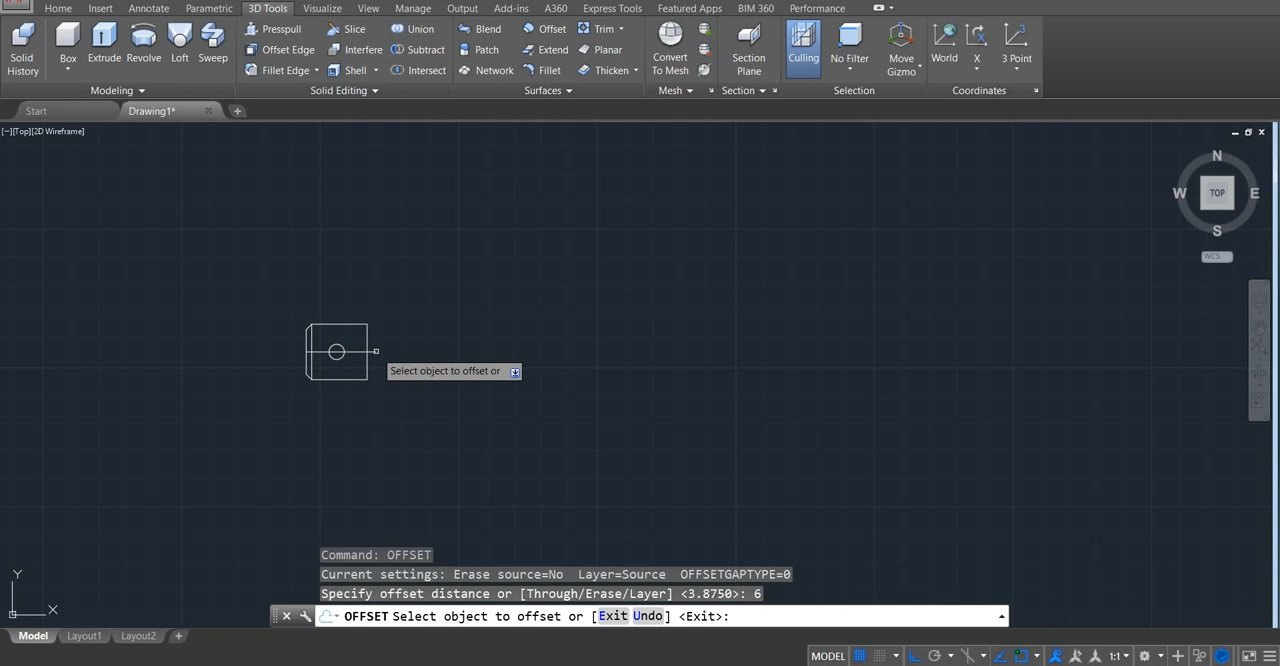 Home Insert Annotate Parametric 3D Tools Visualize View Manage Output Add-ins A360 Express Tools Featured Apps BIM 360 Performance
Solid History
Box
Extrude
Revolve
Loft
Sweep
Presspull
Offset Edge
Fillet Edge
Slice
Interfere
Shell
Union
Subtract
Intersect
Blend
Patch
Network
Offset
Extend
Fillet
Trim
Planar
Thicken
Convert To Mesh
Section Plane
Culling
No Filter
Move Gizmo
World
X
3 Point
Modeling Solid Editing Surfaces Mesh Section Selection Coordinates
Start Drawing1*
[−][Top][2D Wireframe]
N
W TOP E
S
WCS
Select object to offset or
Command: OFFSET
Current settings: Erase source=No Layer=Source OFFSETGAPTYPE=0
Specify offset distance or [Through/Erase/Layer] <3.8750>: 6
OFFSET Select object to offset or [Exit Undo] <Exit>:
Y
X
Model Layout1 Layout2
MODEL 1:1